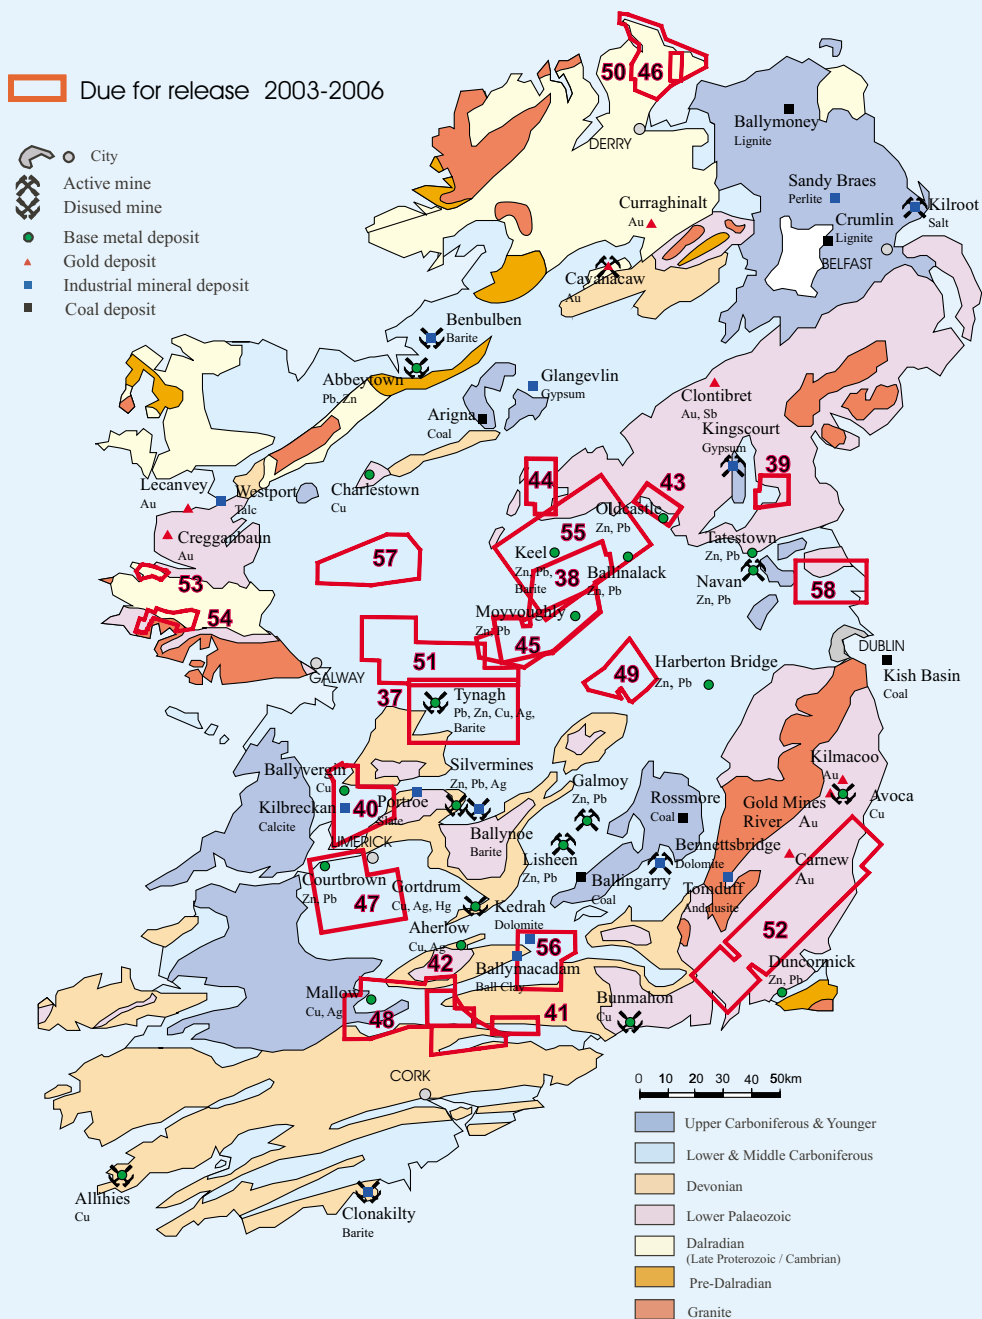 50
46
Due for release 2003-2006
Ballymoney
Lignite
DERRY
City
Active mine
Disused mine
Base metal deposit
Gold deposit
Industrial mineral deposit
Coal deposit
Sandy Braes
Perlite
Curraghinalt
Au
Kilroot
Salt
Crumlin
Lignite
BELFAST
Cavanacaw
Au
Benbulben
Barite
Abbeytown
Pb, Zn
Glangevlin
Gypsum
Clontibret
Au, Sb
Arigna
Coal
Kingscourt
Gypsum
39
Charlestown
Cu
44
43
Lecanvey
Au
Westport
Talc
Oldcastle
Zn, Pb
Cregganbaun
Au
55
57
Keel
Zn, Pb,
Barite
38
Ballinalack
Zn, Pb
Tatestown
Zn, Pb
Navan
Zn, Pb
58
53
54
Moyvoughly
Zn, Pb
45
51
49
DUBLIN
Harberton Bridge
Zn, Pb
Kish Basin
Coal
GALWAY
37
Tynagh
Pb, Zn, Cu, Ag,
Barite
Ballyvergin
Cu
Silvermines
Zn, Pb, Ag
Galmoy
Zn, Pb
Kilmacoo
Au
Kilbreckan
Calcite
40
Portroe
Slate
Rossmore
Coal
Gold Mines
River
Au
Avoca
Cu
LIMERICK
Ballynoe
Barite
Bennettsbridge
Dolomite
Lisheen
Zn, Pb
Carnew
Au
Courtbrown
Zn, Pb
47
Gortdrum
Cu, Ag, Hg
Ballingarry
Coal
Tomduff
Andalusite
Kedrah
Dolomite
Aherlow
Cu, Ag
52
56
42
Ballymacadam
Ball Clay
Duncormick
Zn, Pb
Mallow
Cu, Ag
48
41
Bunmahon
Cu
CORK
0 10 20 30 40 50km
Upper Carboniferous & Younger
Lower & Middle Carboniferous
Devonian
Lower Palaeozoic
Dalradian
(Late Proterozoic / Cambrian)
Pre-Dalradian
Granite
Allihies
Cu
Clonakilty
Barite